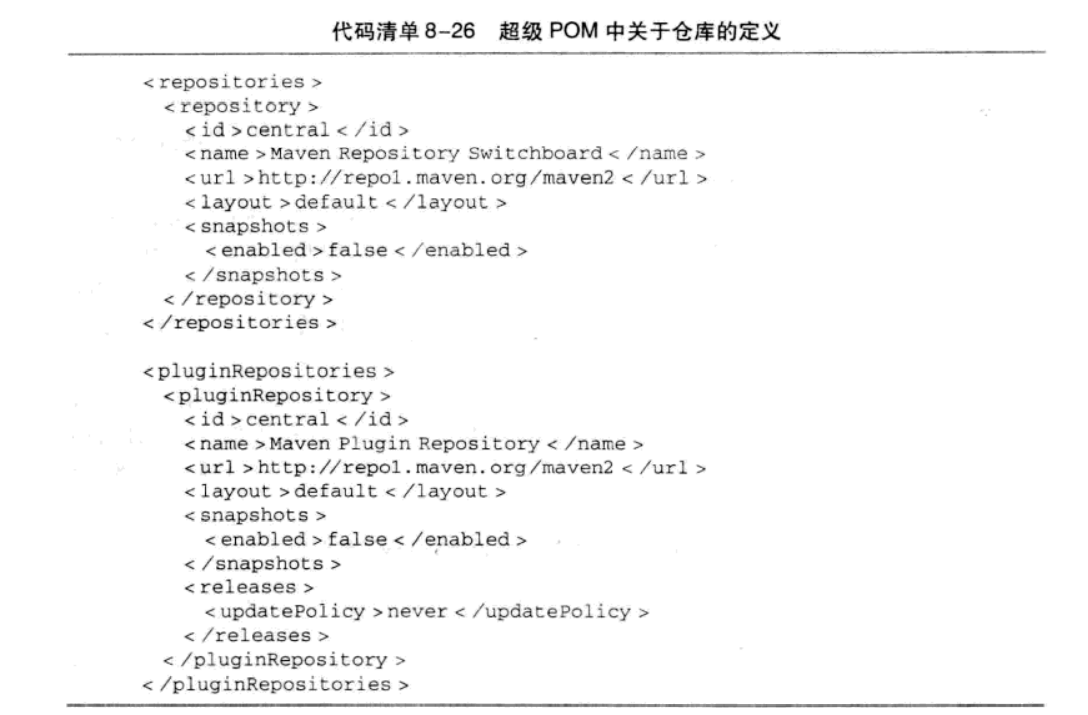 代码清单 8-26 超级 POM 中关于仓库的定义
<repositories>
<repository>
<id>central</id>
<name>Maven Repository Switchboard</name>
<url>http://repo1.maven.org/maven2</url>
<layout>default</layout>
<snapshots>
<enabled>false</enabled>
</snapshots>
</repository>
</repositories>
<pluginRepositories>
<pluginRepository>
<id>central</id>
<name>Maven Plugin Repository</name>
<url>http://repo1.maven.org/maven2</url>
<layout>default</layout>
<snapshots>
<enabled>false</enabled>
</snapshots>
<releases>
<updatePolicy>never</updatePolicy>
</releases>
</pluginRepository>
</pluginRepositories>